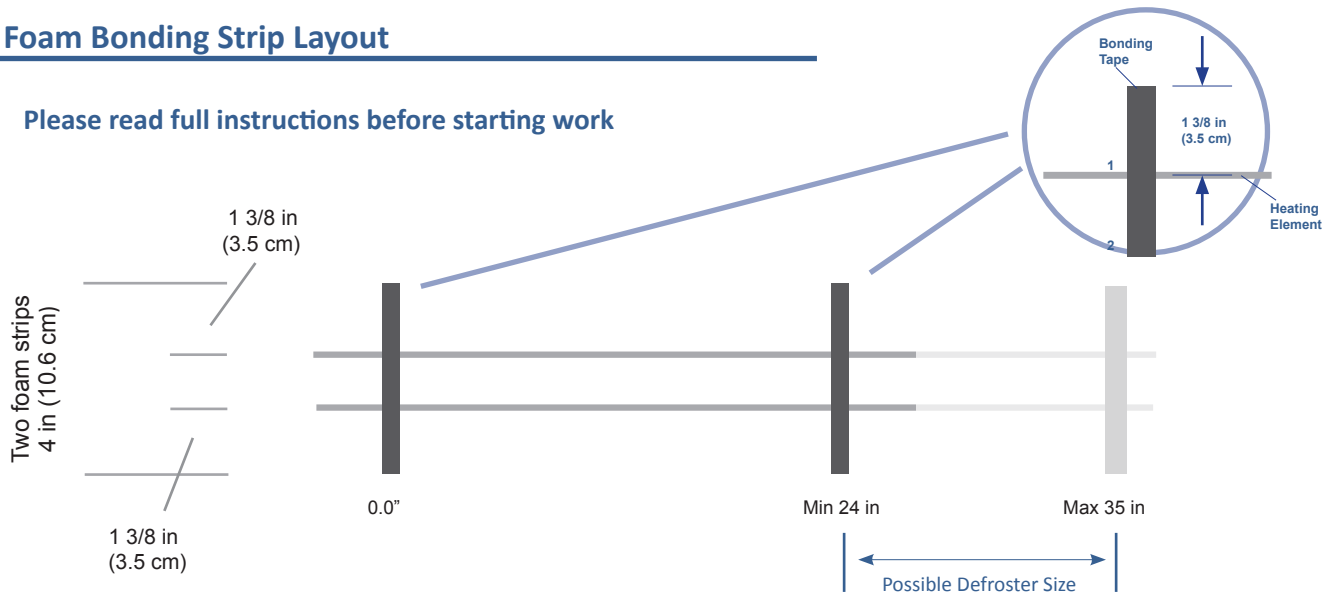 Foam Bonding Strip Layout
Please read full instructions before starting work
Bonding
Tape
1 3/8 in
(3.5 cm)
1
Heating
Element
2
1 3/8 in
(3.5 cm)
Two foam strips
4 in (10.6 cm)
0.0”
Min 24 in
Max 35 in
1 3/8 in
(3.5 cm)
Possible Defroster Size